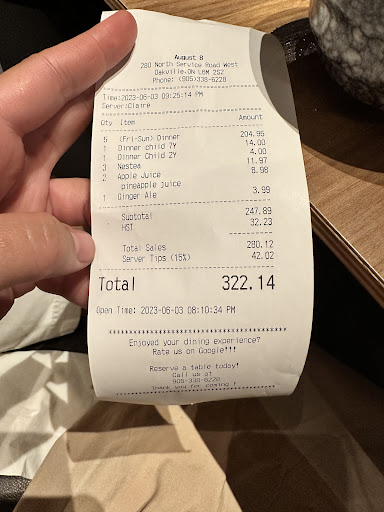 August 8
280 North Service Road West
Oakville,ON L6M 2S2
Phone: (905)338-6228
Time:2023-06-03 09:25:14 PM
Server:Claire
Qty Item Amount
5 (Fri-Sun) Dinner 204.95
1 Dinner child 7Y 14.00
1 Dinner Child 2Y 4.00
3 Nestea 11.97
2 Apple Juice 8.98
pineapple juice
1 Ginger Ale 3.99
Subtotal 247.89
HST 32.23
Total Sales 280.12
Server Tips (15%) 42.02
Total 322.14
Open Time: 2023-06-03 08:10:34 PM
Enjoyed your dining experience?
Rate us on Google!!!
Reserve a table today!
Call us at
905-338-6228
Thank you for coming !